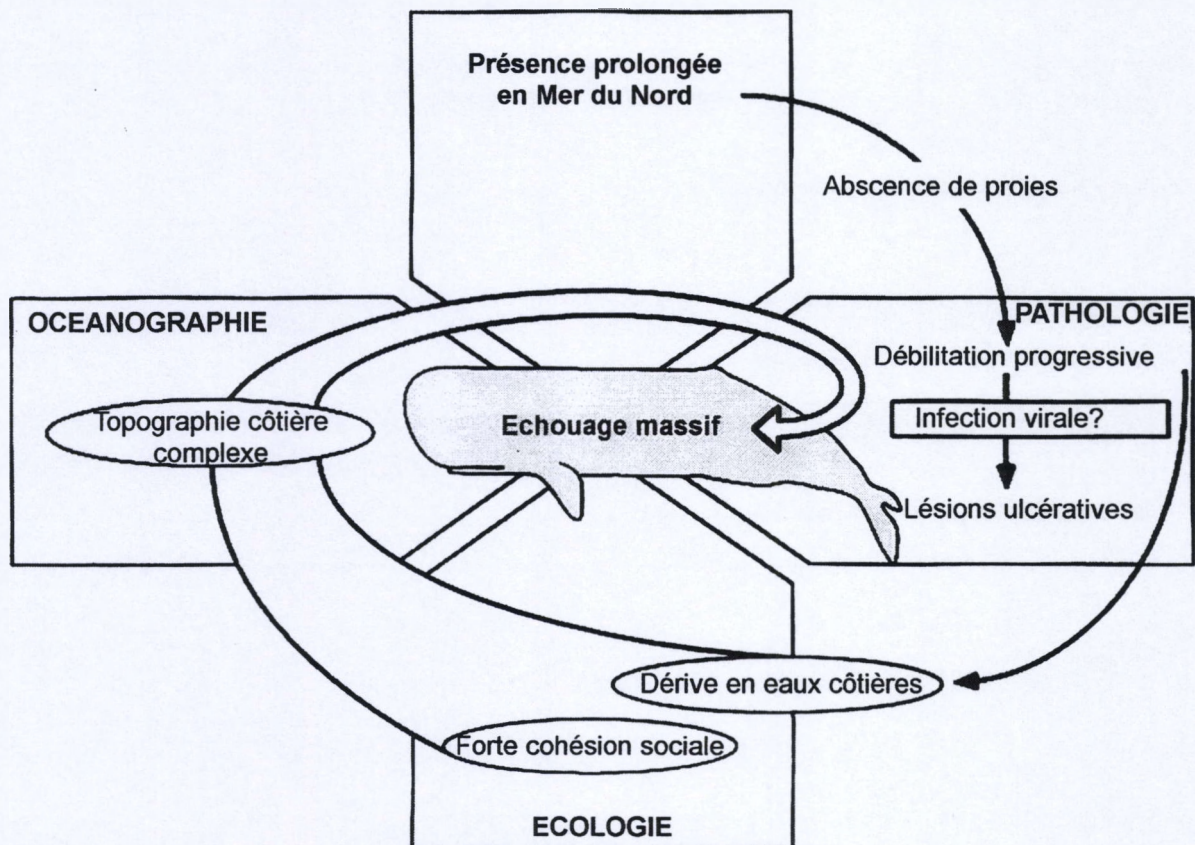 Présence prolongée
en Mer du Nord
Abscence de proies
OCEANOGRAPHIE
PATHOLOGIE
Débilitation progressive
Topographie côtière
complexe
Echouage massif
Infection virale?
Lésions ulcératives
Dérive en eaux côtières
Forte cohésion sociale
ECOLOGIE